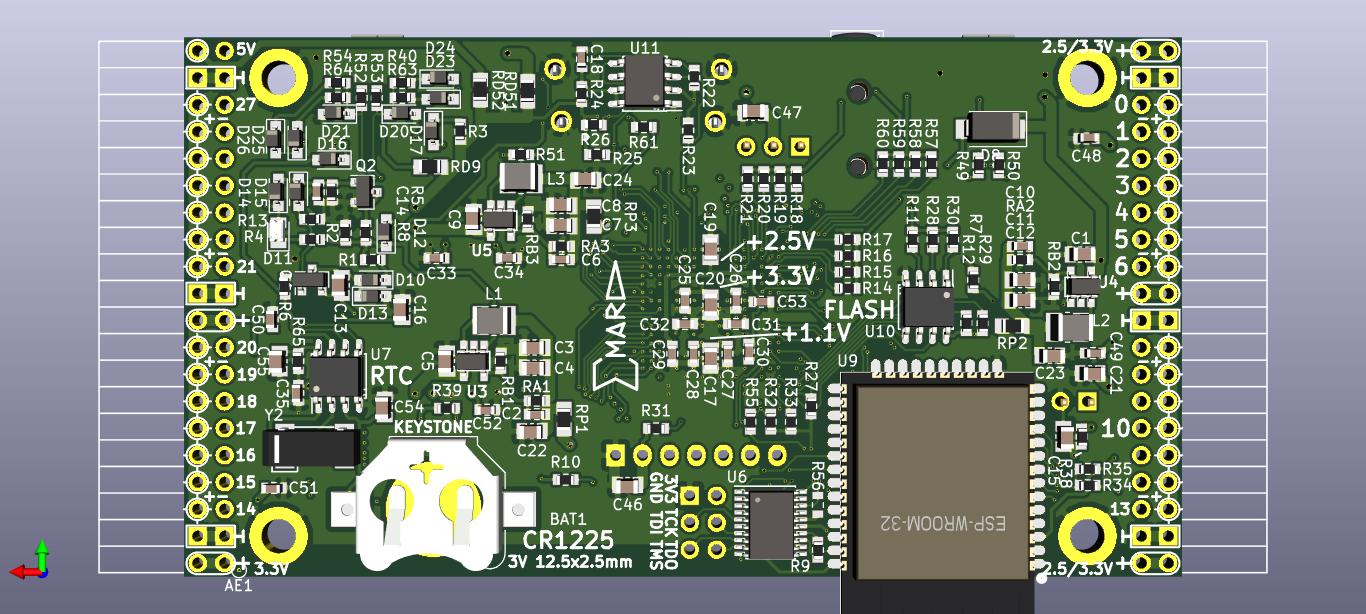 5V
R54
R64
R52
R53
R40
R63
D24
D23
RD52
RD51
C18
U11
R24
R22
2.5/3.3V
27
D21
D20
D17
R3
R26
R61
R25
R23
C47
R60
R59
R58
R57
D8
R49
R50
0
1
2
C48
D26
D25
D16
Q2
RD9
R51
L3
C24
D14
D15
R5
C14
R8
D12
C9
U5
RB3
C8
C7
RP3
RA3
C6
R21
R20
R19
R18
C19
R11
R28
R30
R7
R12
R29
C10
RA2
C11
C12
3
4
5
6
R13
R4
D11
R2
R1
C33
C34
+2.5V
+3.3V
+1.1V
R17
R16
R15
R14
C1
RB2
U4
L2
21
R6
C13
D10
D13
C16
L1
MAR
C25
C20
C26
C53
C32
C31
C29
C28
C17
C27
C30
FLASH
U10
RP2
C23
C49
C21
C50
R65
C55
C35
20
19
18
17
16
15
14
U7
RTC
C5
R39
U3
RB1
C3
C4
RA1
C2
C52
C22
RP1
C54
R31
R55
R32
R33
R27
U9
10
Y2
KEYSTONE
R10
C46
U6
R56
C15
R38
R35
R34
13
C51
3V3 TCK TDO
GND TDI TMS
ESP-WROOM-32
BAT1
CR1225
3V 12.5x2.5mm
R9
3.3V
2.5/3.3V
AE1